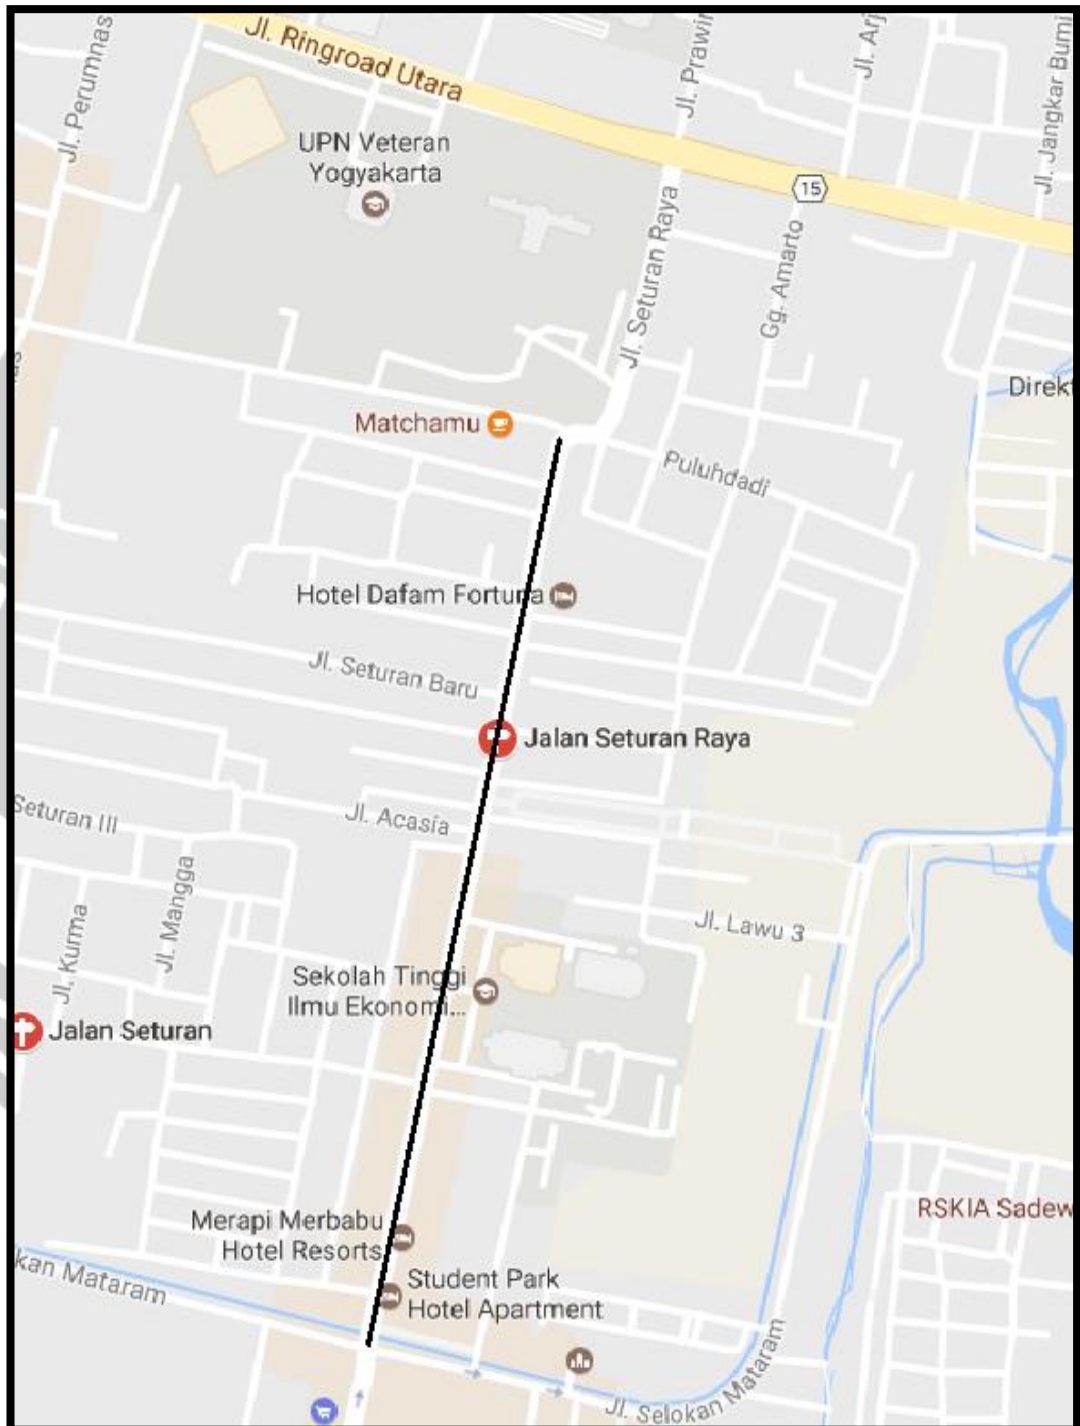 Jl. Ringroad Utara
Jl. Perumnas
Jl. Prawir
Jl. Arj
Jl. Jangkar Bumi
UPN Veteran
Yogyakarta
15
Jl. Seturan Raya
Gg. Amarto
as
Direkt
Matchamu
Puluhdadi
Hotel Dafam Fortuna
Jl. Seturan Baru
Jalan Seturan Raya
Seturan III
Jl. Acasia
Jl. Mangga
Jl. Kurma
Jl. Lawu 3
Sekolah Tinggi
Ilmu Ekonomi...
Jalan Seturan
RSKIA Sadew
Merapi Merbabu
Hotel Resorts
kan Mataram
Student Park
Hotel Apartment
Jl. Selokan Mataram